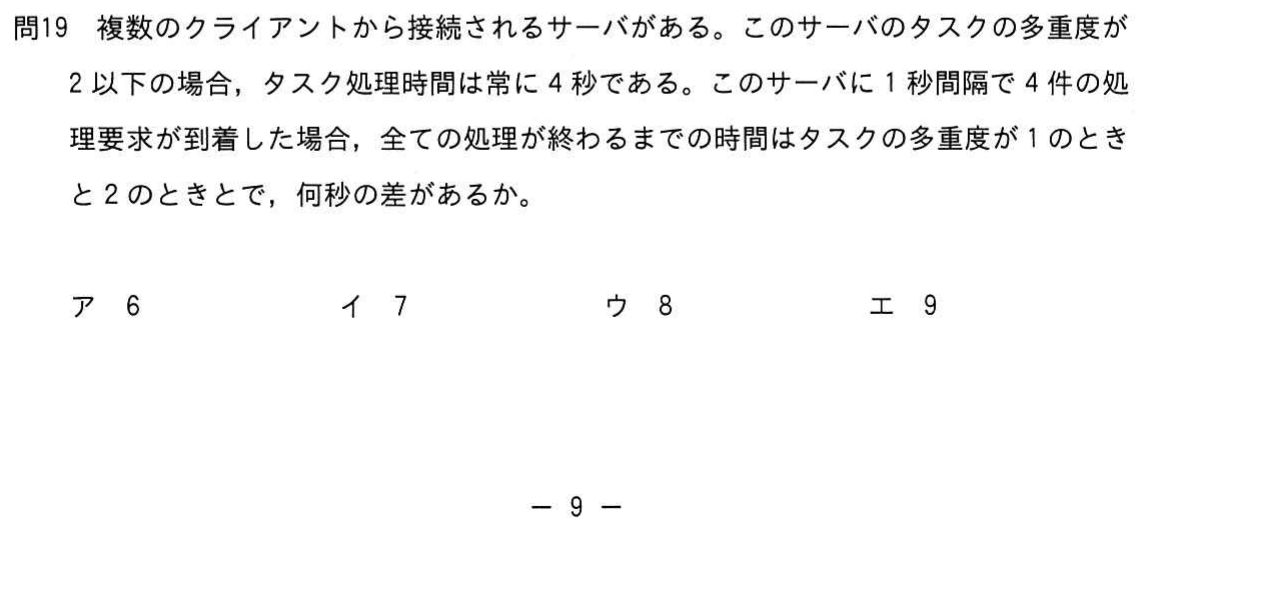 問19 複数のクライアントから接続されるサーバがある。このサーバのタスクの多重度が
2以下の場合，タスク処理時間は常に4秒である。このサーバに1秒間隔で4件の処
理要求が到着した場合，全ての処理が終わるまでの時間はタスクの多重度が1のとき
と2のときとで，何秒の差があるか。
ア 6 イ 7 ウ 8 エ 9
－ 9 －